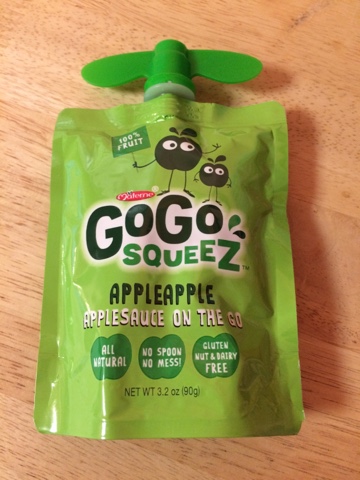 100%
FRUIT
Materne®
GOGO
SQUEEZ™
APPLEAPPLE
APPLESAUCE ON THE GO
ALL
NATURAL
NO SPOON
NO MESS!
GLUTEN
NUT & DAIRY
FREE
NET WT 3.2 oz (90g)